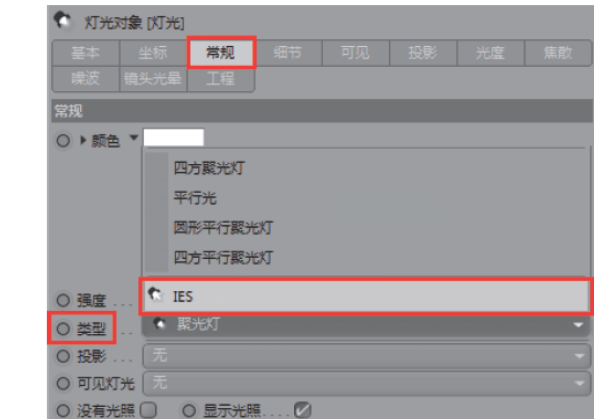 灯光对象 [灯光]
基本 坐标 常规 细节 可见 投影 光度 焦散
噪波 镜头光晕 工程
常规
颜色
四方聚光灯
平行光
圆形平行聚光灯
四方平行聚光灯
强度 . . .
IES
类型 . . 聚光灯
投影 . . . 无
可见灯光 无
没有光照 显示光照 . . . .